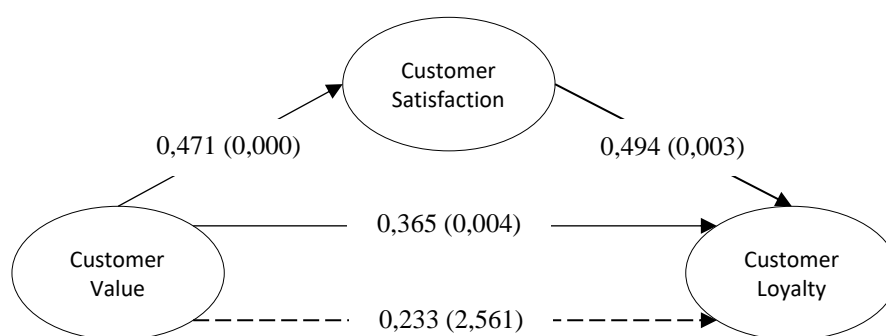 Customer
Satisfaction
0,471 (0,000)
0,494 (0,003)
0,365 (0,004)
Customer
Value
Customer
Loyalty
0,233 (2,561)